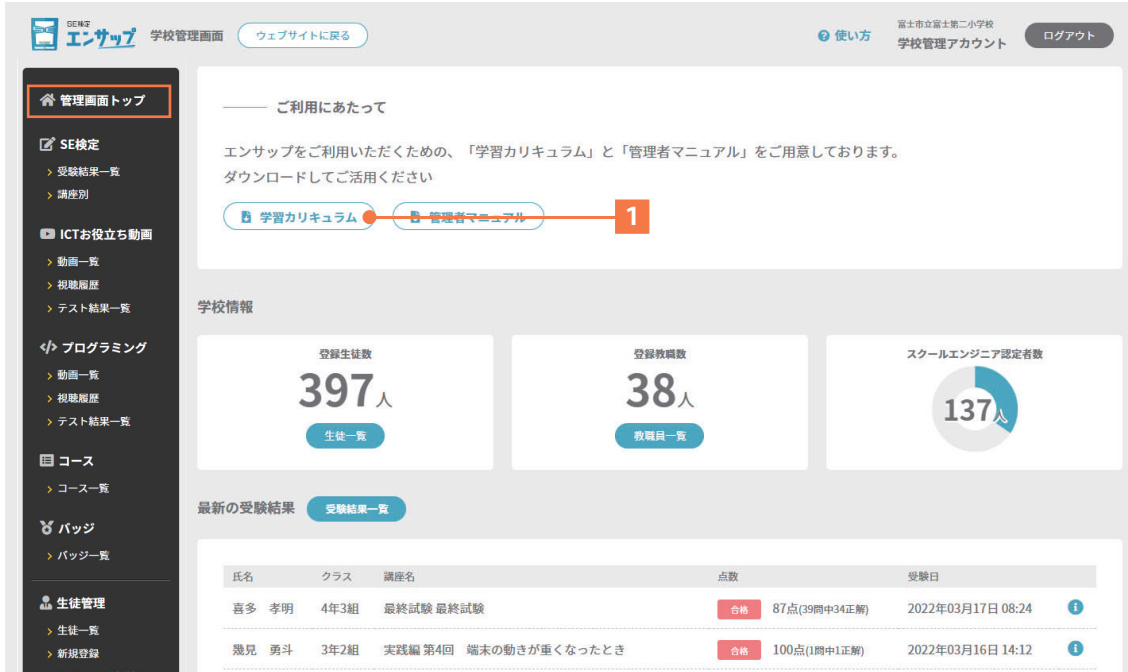 SE検定
エンサップ 学校管理画面 ウェブサイトに戻る
使い方
富士市立富士第二小学校
学校管理アカウント
ログアウト
管理画面トップ
SE検定
受験結果一覧
講座別
ICTお役立ち動画
動画一覧
視聴履歴
テスト結果一覧
プログラミング
動画一覧
視聴履歴
テスト結果一覧
コース
コース一覧
バッジ
バッジ一覧
生徒管理
生徒一覧
新規登録
ご利用にあたって
エンサップをご利用いただくための、「学習カリキュラム」と「管理者マニュアル」をご用意しております。
ダウンロードしてご活用ください
学習カリキュラム 管理者マニュアル 1
学校情報
登録生徒数
397人
生徒一覧
登録教職数
38人
教職員一覧
スクールエンジニア認定者数
137人
最新の受験結果 受験結果一覧
氏名 クラス 講座名 点数 受験日
喜多 孝明 4年3組 最終試験 最終試験 合格 87点(39問中34正解) 2022年03月17日 08:24
幾見 勇斗 3年2組 実践編 第4回 端末の動きが重くなったとき 合格 100点(1問中1正解) 2022年03月16日 14:12